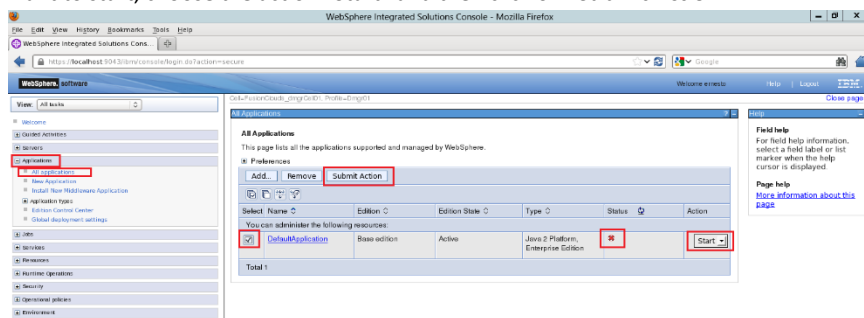 WebSphere Integrated Solutions Console - Mozilla Firefox
File Edit View History Bookmarks Tools Help
WebSphere Integrated Solutions Cons...
https://localhost:9043/ibm/console/login.do?action=secure
Google
WebSphere. software
Welcome ernesto
Help | Logout
IBM.
View: All tasks
Close page
Welcome
Guided Activities
Servers
Applications
All applications
New Application
Install New Middleware Application
Application Types
Edition Control Center
Global deployment settings
Jobs
Services
Resources
Runtime Operations
Security
Operational policies
Environment
All Applications
? -
All Applications
This page lists all the applications supported and managed by WebSphere.
Preferences
Add... Remove Submit Action
Select Name Edition Edition State Type Status Action
You can administer the following resources:
DefaultApplication Base edition Active Java 2 Platform, Enterprise Edition Start
Total 1
Help
Field help
For field help information,
select a field label or list
marker when the help
cursor is displayed
Page help
More information about this
page